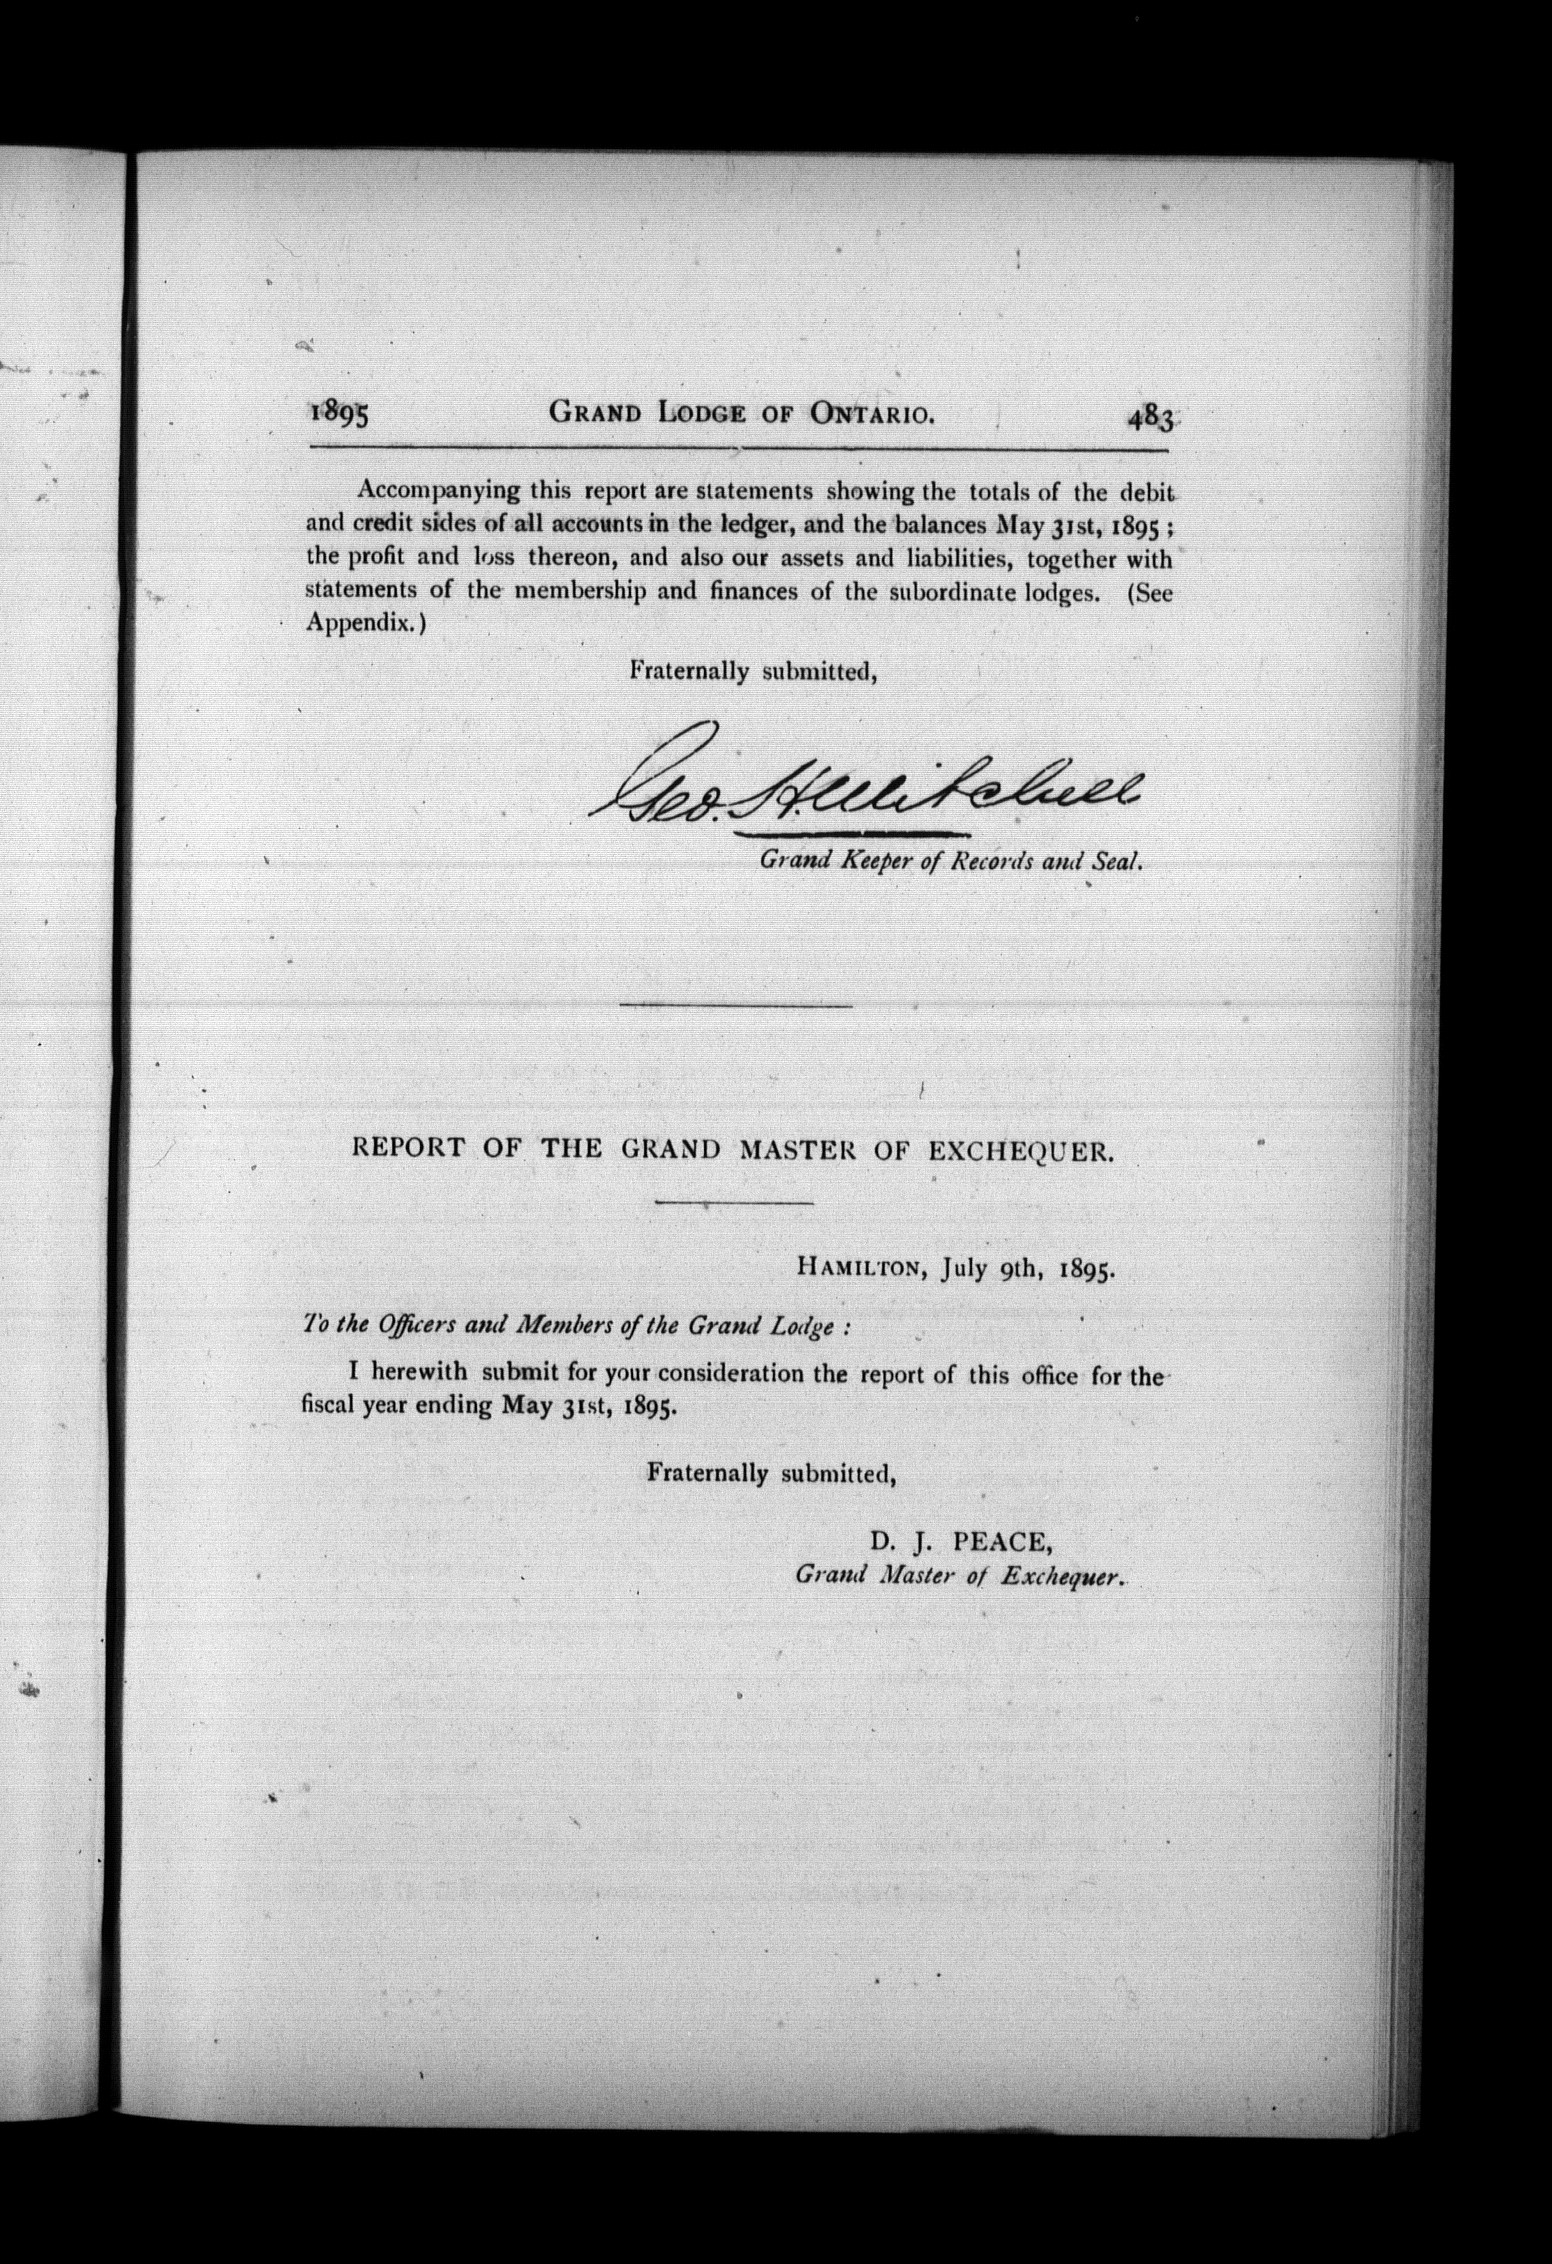 1895 GRAND LODGE OF ONTARIO. 483
Accompanying this report are statements showing the totals of the debit
and credit sides of all accounts in the ledger, and the balances May 31st, 1895 ;
the profit and loss thereon, and also our assets and liabilities, together with
statements of the membership and finances of the subordinate lodges. (See
Appendix.)
Fraternally submitted,
Geo. H. Mitchell
Grand Keeper of Records and Seal.
REPORT OF THE GRAND MASTER OF EXCHEQUER.
HAMILTON, July 9th, 1895.
To the Officers and Members of the Grand Lodge :
I herewith submit for your consideration the report of this office for the
fiscal year ending May 31st, 1895.
Fraternally submitted,
D. J. PEACE,
Grand Master of Exchequer.